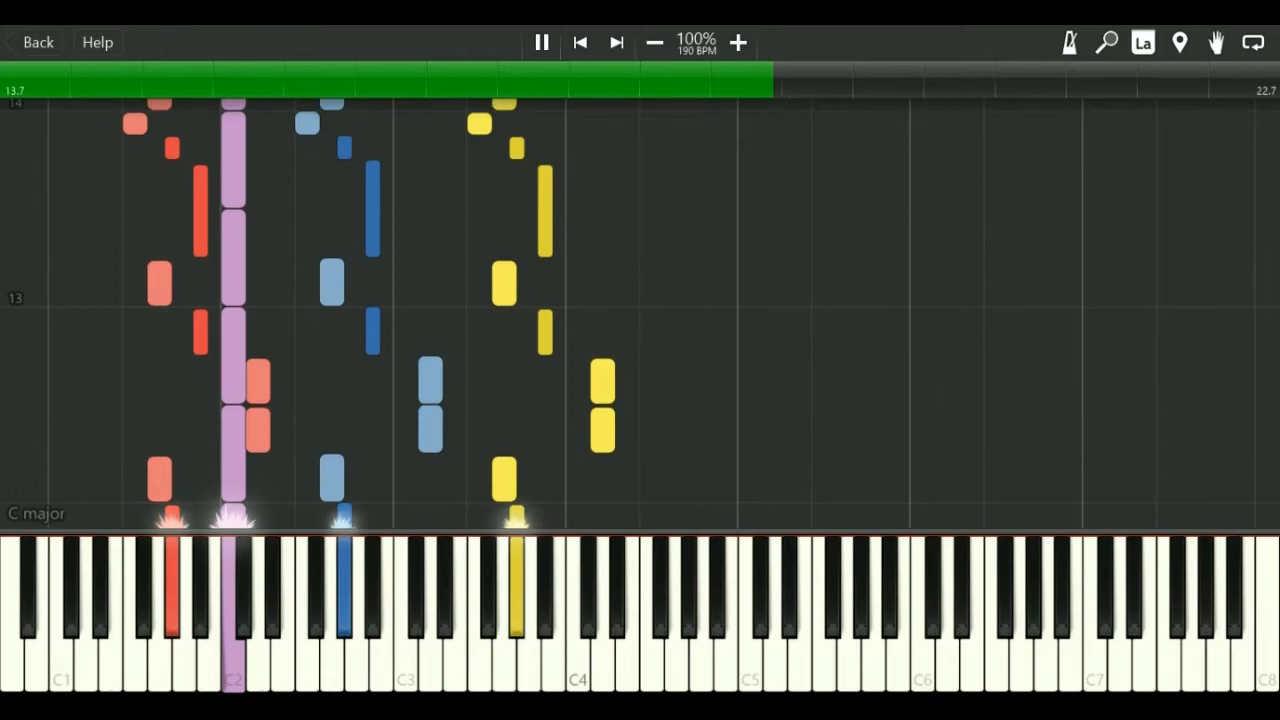 Back Help 100% La
190 BPM
13.7 22.7
14
13
C major
C1 C2 C3 C4 C5 C6 C7 C8